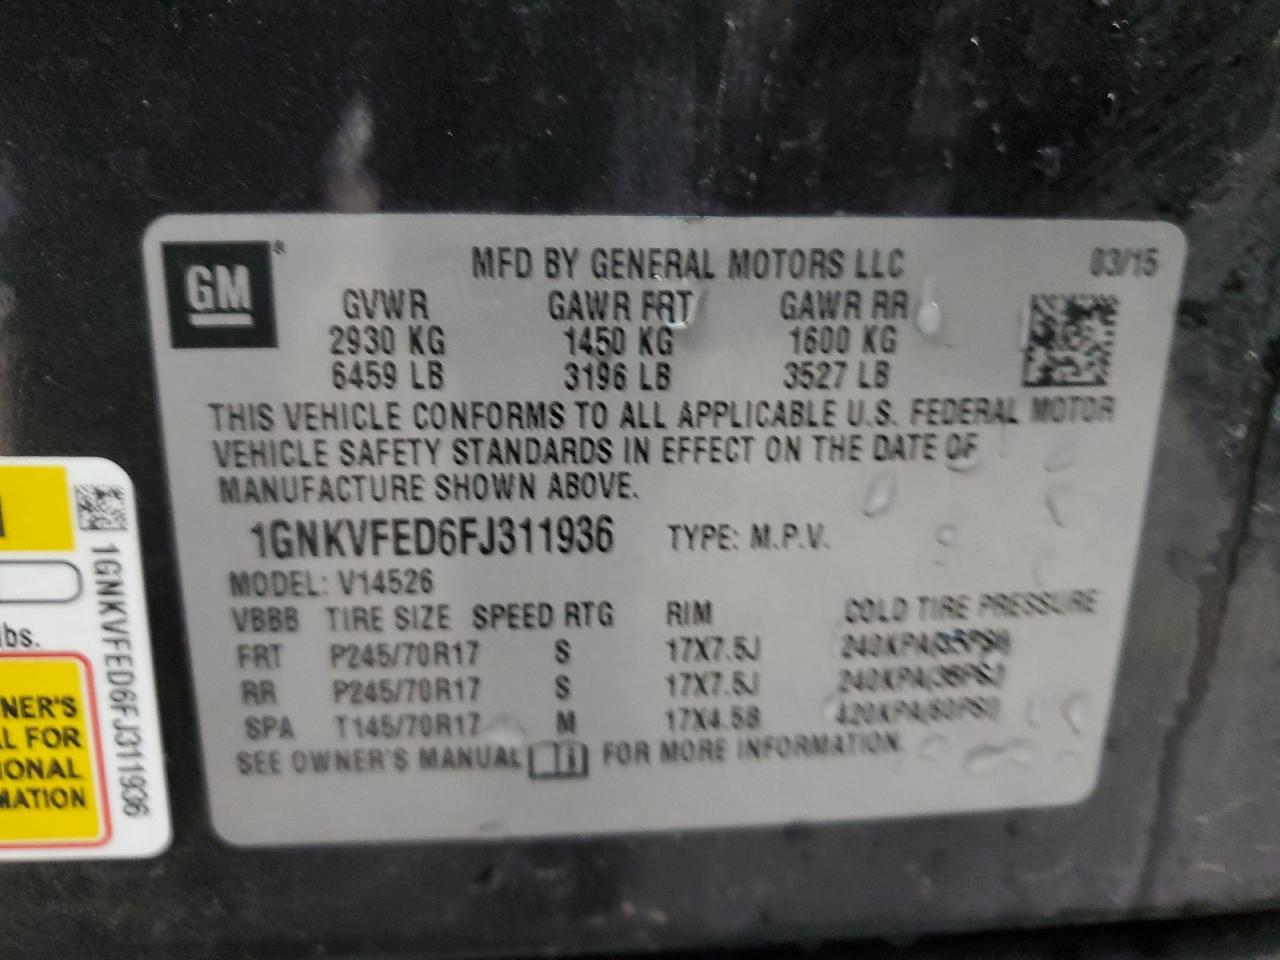 GM ® MFD BY GENERAL MOTORS LLC 03/15
GVWR GAWR FRT GAWR RR
2930 KG 1450 KG 1600 KG
6459 LB 3196 LB 3527 LB
THIS VEHICLE CONFORMS TO ALL APPLICABLE U.S. FEDERAL MOTOR
VEHICLE SAFETY STANDARDS IN EFFECT ON THE DATE OF
MANUFACTURE SHOWN ABOVE.
1GNKVFED6FJ311936 TYPE: M.P.V.
MODEL: V14526
VBBB TIRE SIZE SPEED RTG RIM COLD TIRE PRESSURE
FRT P245/70R17 S 17X7.5J 240KPA(35PSI)
RR P245/70R17 S 17X7.5J 240KPA(35PSI)
SPA T145/70R17 M 17X4.5B 420KPA(60PSI)
SEE OWNER'S MANUAL FOR MORE INFORMATION.
1GNKVFED6FJ311936
lbs.
NER'S
L FOR
IONAL
MATION